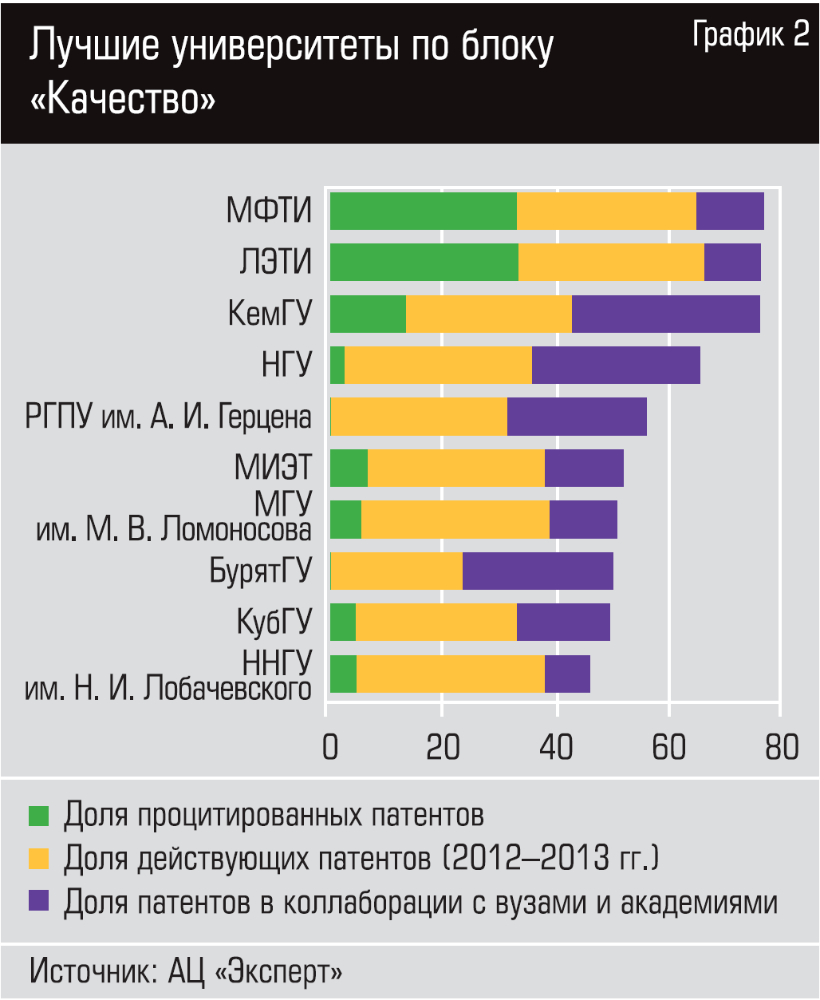 Лучшие университеты по блоку
«Качество»
График 2
МФТИ
ЛЭТИ
КемГУ
НГУ
РГПУ им. А. И. Герцена
МИЭТ
МГУ
им. М. В. Ломоносова
БурятГУ
КубГУ
ННГУ
им. Н. И. Лобачевского
0 20 40 60 80
Доля процитированных патентов
Доля действующих патентов (2012–2013 гг.)
Доля патентов в коллаборации с вузами и академиями
Источник: АЦ «Эксперт»